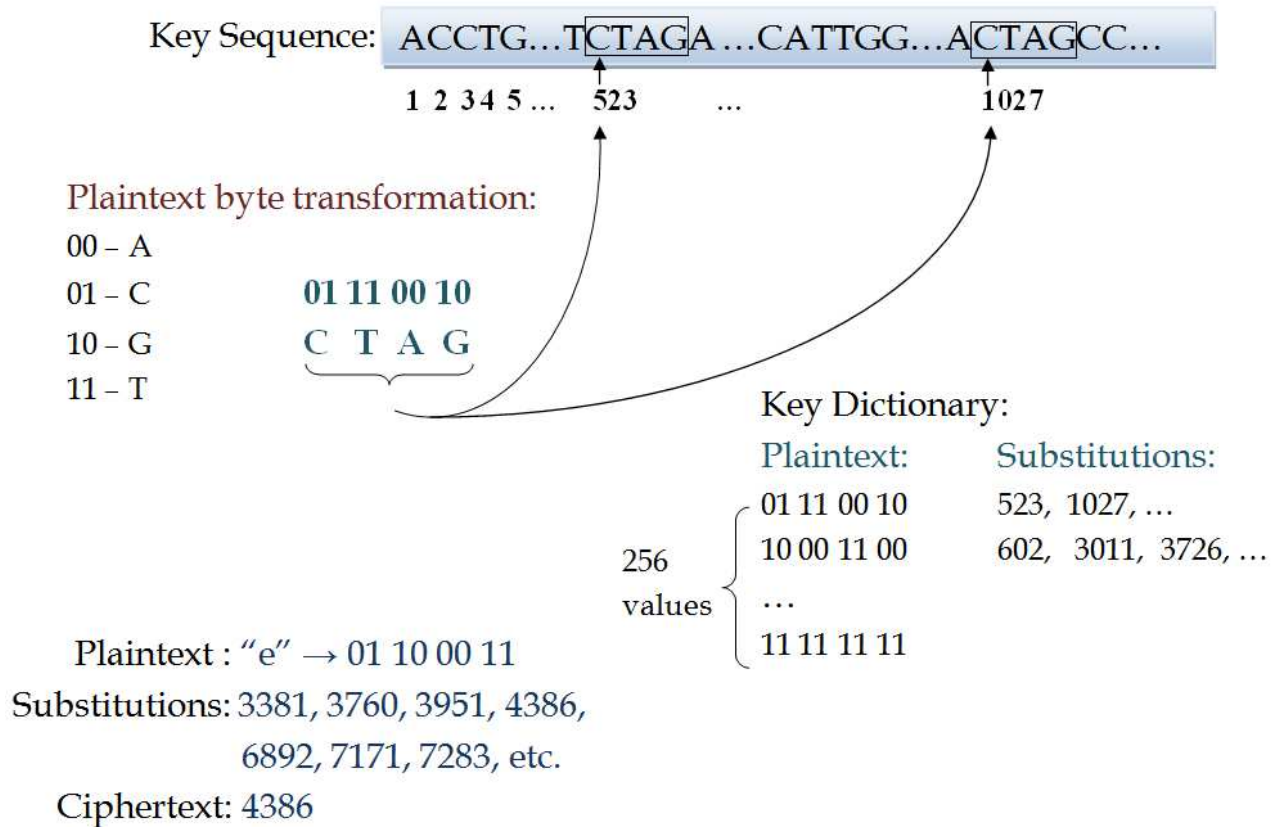 Key Sequence: ACCTG...TCTAGA ...CATTGG...ACTAGCC...
1 2 3 4 5 ... 523 ... 1027
Plaintext byte transformation:
00 – A
01 – C 01 11 00 10
10 – G C T A G
11 – T
Key Dictionary:
Plaintext: Substitutions:
01 11 00 10 523, 1027, ...
10 00 11 00 602, 3011, 3726, ...
256 values
...
11 11 11 11
Plaintext : “e” → 01 10 00 11
Substitutions: 3381, 3760, 3951, 4386,
6892, 7171, 7283, etc.
Ciphertext: 4386